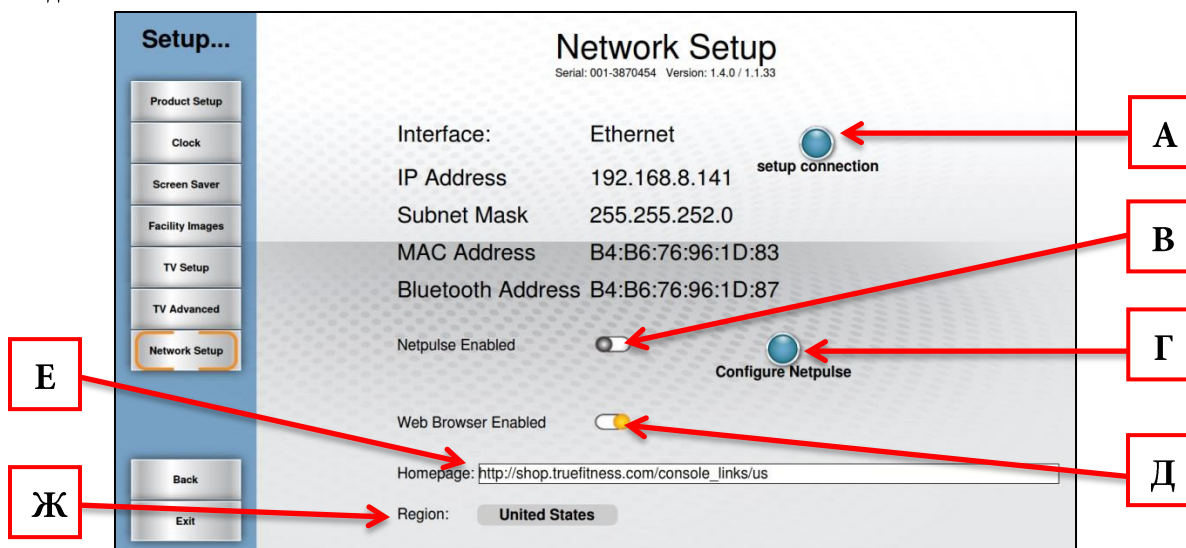 Setup...
Network Setup
Serial: 001-3870454 Version: 1.4.0 / 1.1.33
Product Setup
Clock
Screen Saver
Facility Images
TV Setup
TV Advanced
Network Setup
Back
Exit
Interface: Ethernet
setup connection
IP Address 192.168.8.141
Subnet Mask 255.255.252.0
MAC Address B4:B6:76:96:1D:83
Bluetooth Address B4:B6:76:96:1D:87
Netpulse Enabled
Configure Netpulse
Web Browser Enabled
Homepage: http://shop.truefitness.com/console_links/us
Region: United States
А
В
Г
Д
Е
Ж